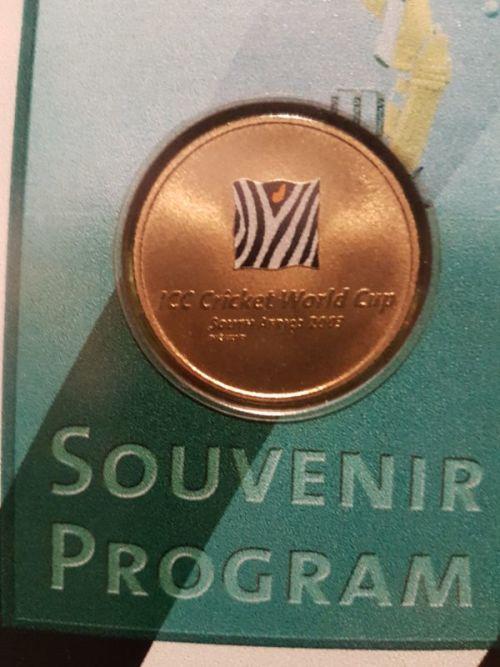 ICC Cricket World Cup
South Africa 2003
SOUVENIR
PROGRAM